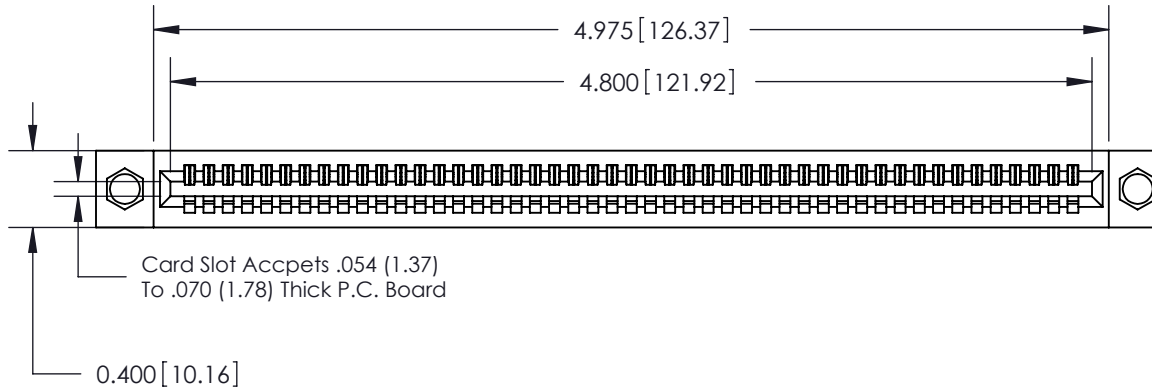 4.975 [126.37]
4.800 [121.92]
Card Slot Accpets .054 (1.37)
To .070 (1.78) Thick P.C. Board
0.400 [10.16]